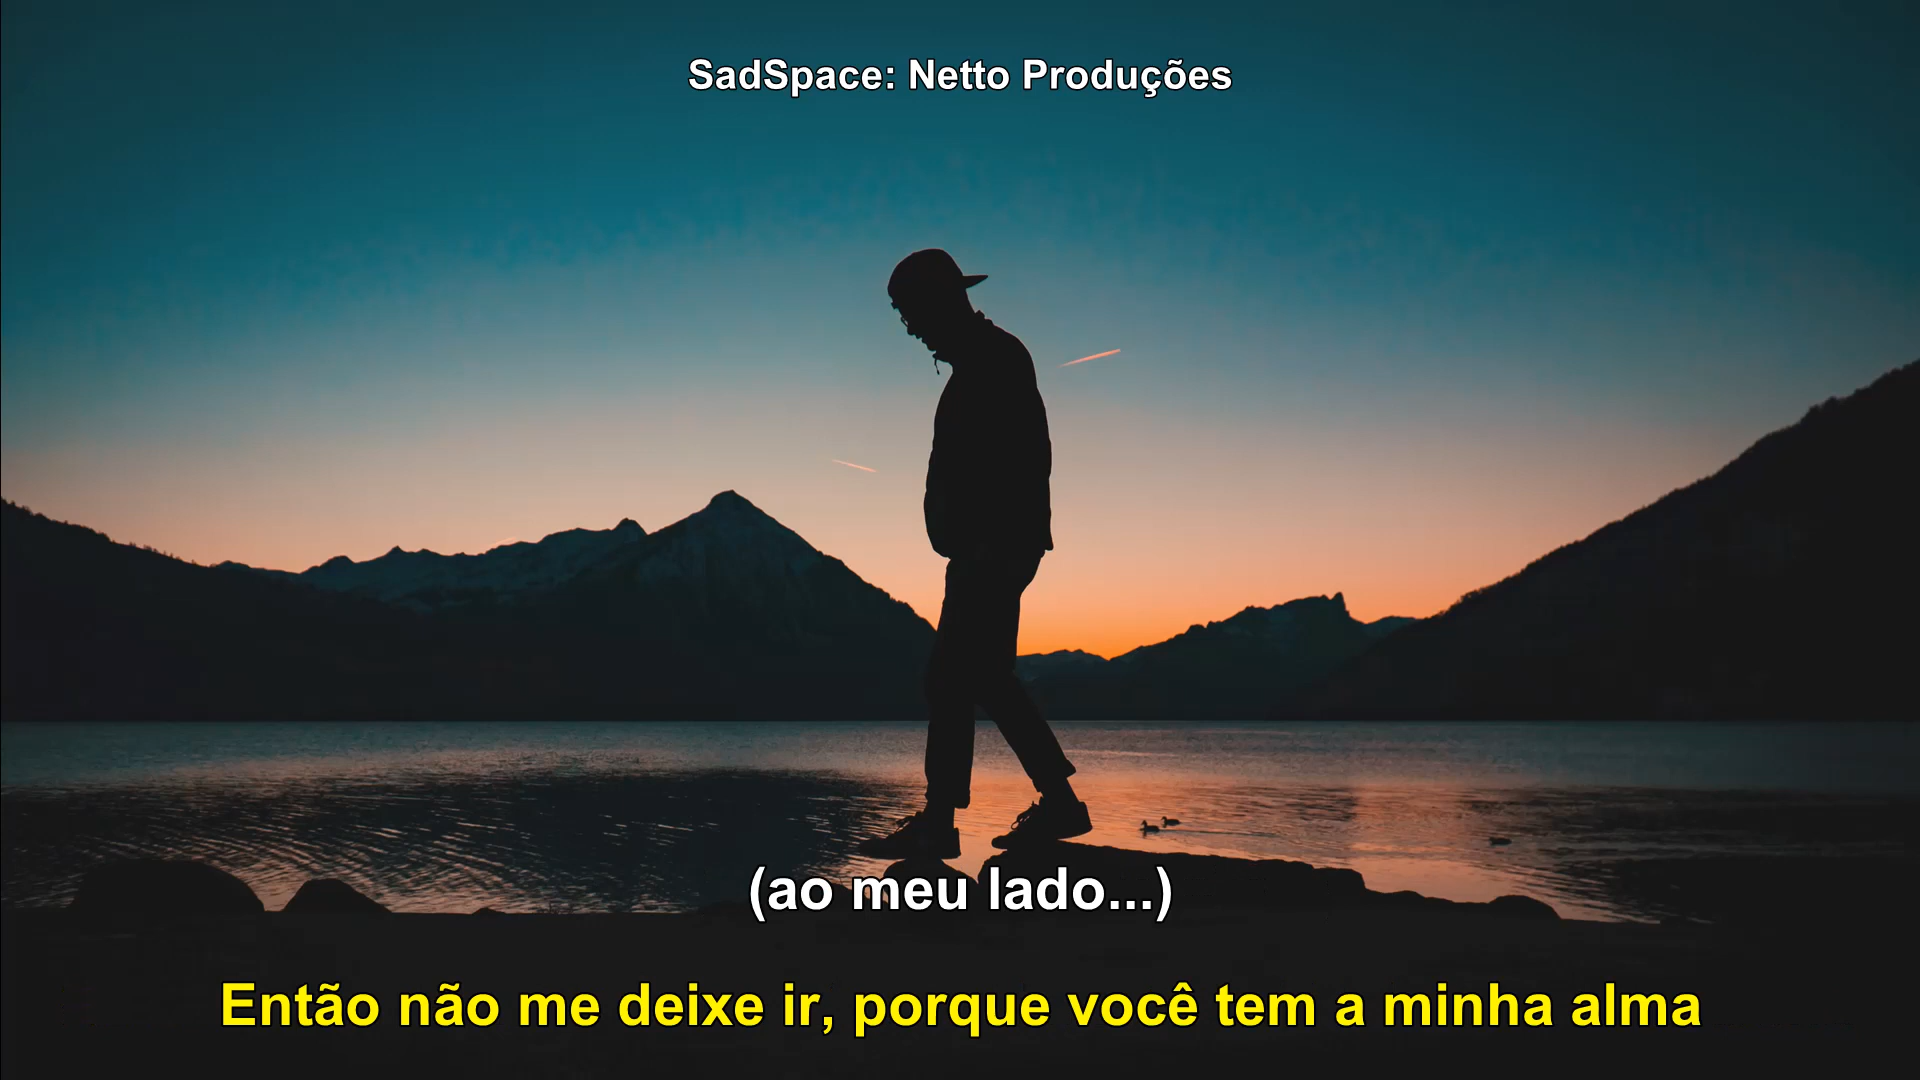 SadSpace: Netto Produções
(ao meu lado...)
Então não me deixe ir, porque você tem a minha alma